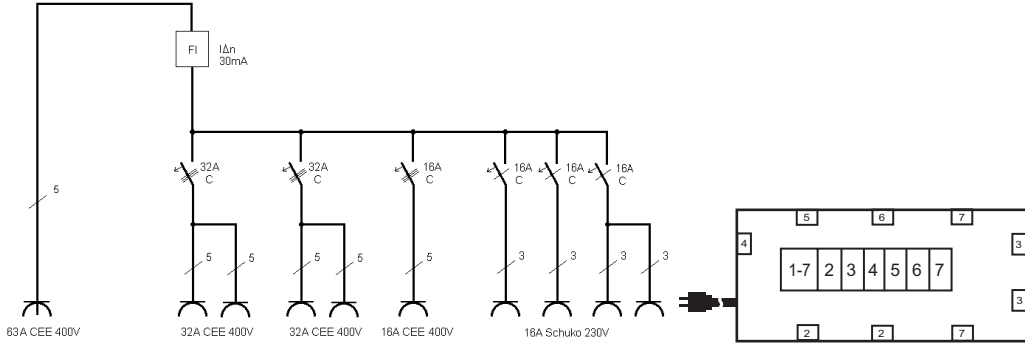 FI
IΔn
30mA
32A
C
32A
C
16A
C
16A
C
16A
C
16A
C
5
5
5
5
5
5
3
3
3
3
63A CEE 400V
32A CEE 400V
32A CEE 400V
16A CEE 400V
16A Schuko 230V
5 6 7
4
3
1-7 2 3 4 5 6 7
3
2 2 7